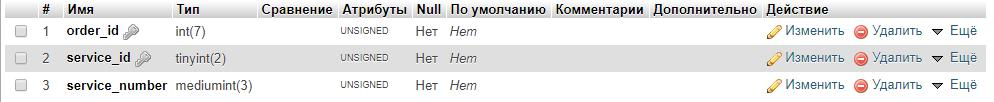 # Имя Тип Сравнение Атрибуты Null По умолчанию Комментарии Дополнительно Действие
1 order_id int(7) UNSIGNED Нет Нет Изменить Удалить Ещё
2 service_id tinyint(2) UNSIGNED Нет Нет Изменить Удалить Ещё
3 service_number mediumint(3) UNSIGNED Нет Нет Изменить Удалить Ещё